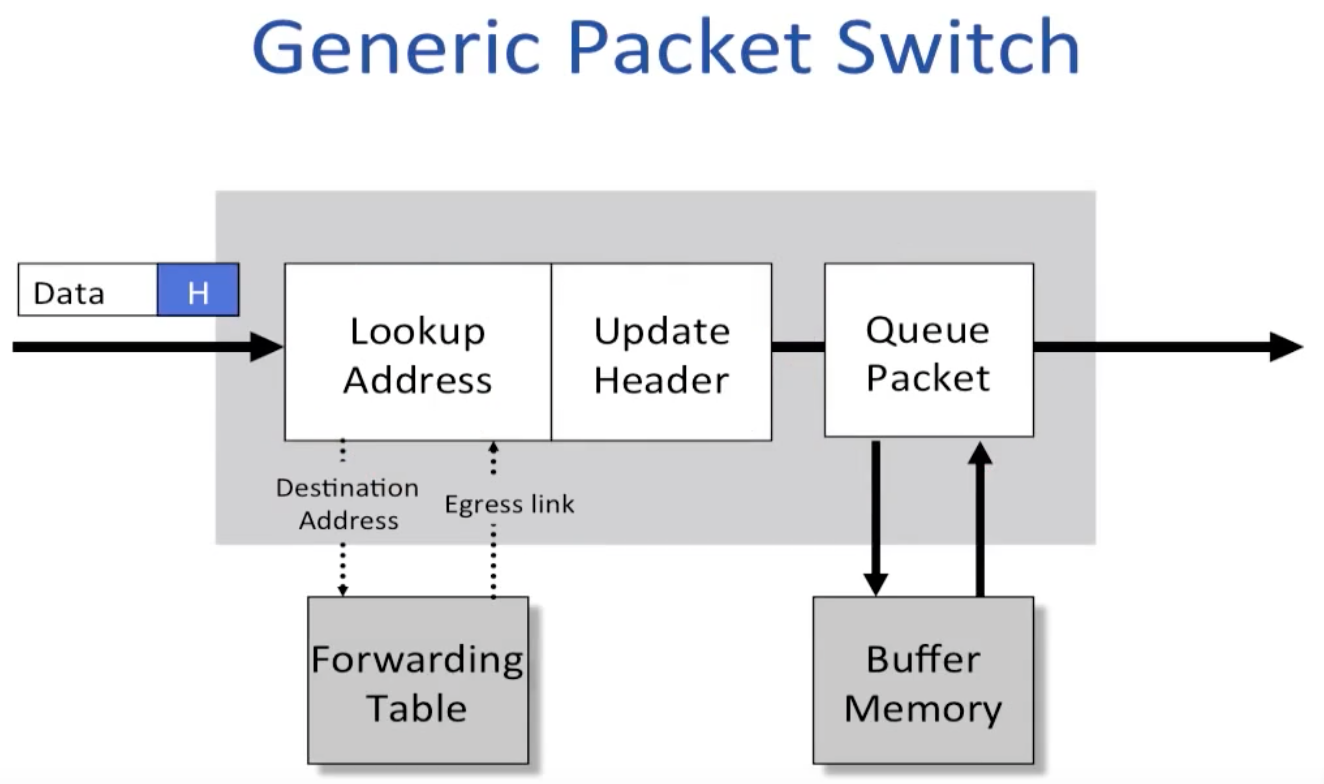 Generic Packet Switch
Data
H
Lookup
Address
Update
Header
Queue
Packet
Destination
Address
Egress link
Forwarding
Table
Buffer
Memory